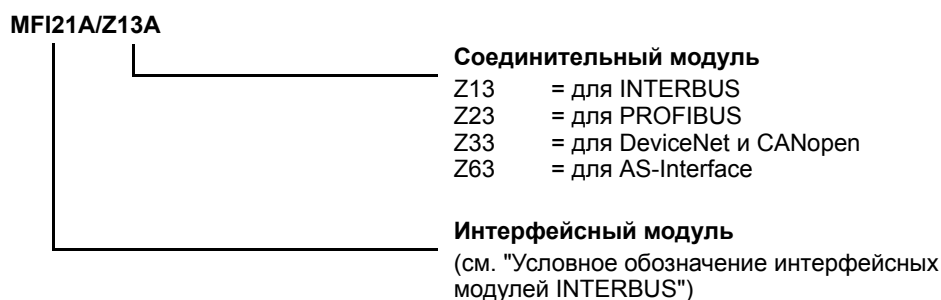 MFI21A/Z13A
Соединительный модуль
Z13 = для INTERBUS
Z23 = для PROFIBUS
Z33 = для DeviceNet и CANopen
Z63 = для AS-Interface
Интерфейсный модуль
(см. "Условное обозначение интерфейсных
модулей INTERBUS")